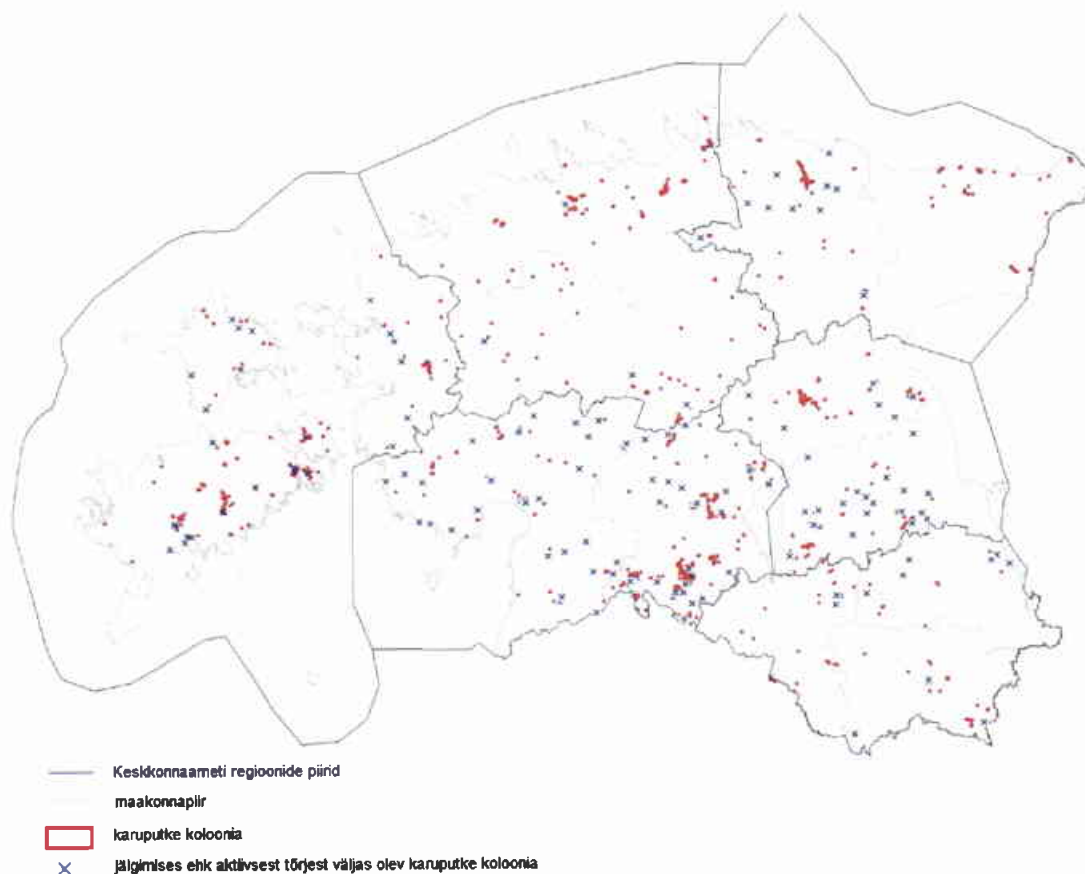 Keskkonnaameti regioonide piirid
maakonnapiir
karuputke koloonia
jälgimises ehk aktiivsest tõrjest väljas olev karuputke koloonia